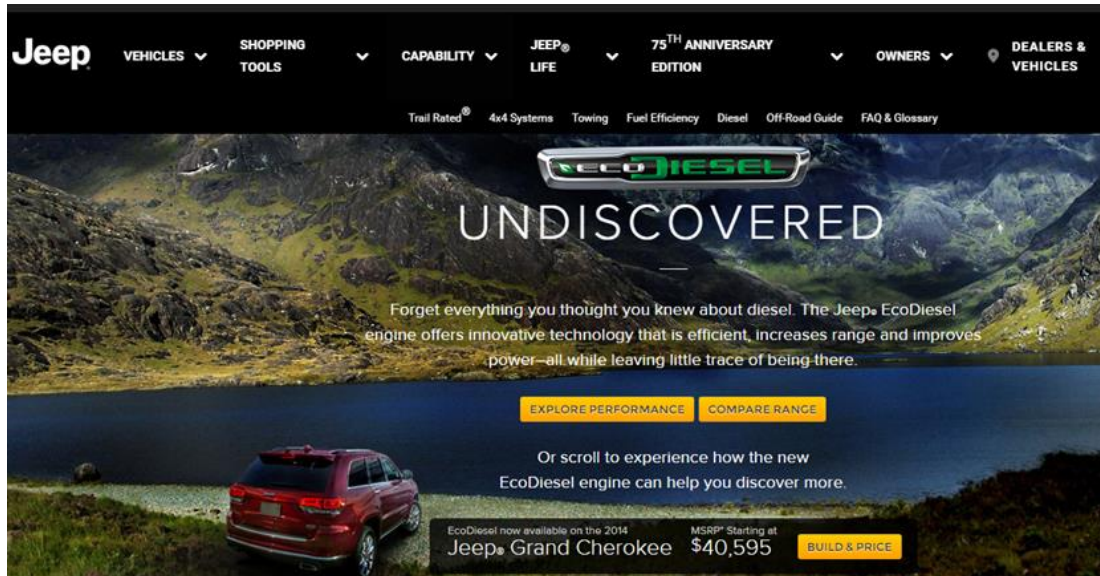 Jeep®
VEHICLES
SHOPPING
TOOLS
CAPABILITY
JEEP®
LIFE
75TH ANNIVERSARY
EDITION
OWNERS
DEALERS &
VEHICLES
Trail Rated® 4x4 Systems Towing Fuel Efficiency Diesel Off-Road Guide FAQ & Glossary
ECODIESEL
UNDISCOVERED
Forget everything you thought you knew about diesel. The Jeep® EcoDiesel
engine offers innovative technology that is efficient, increases range and improves
power–all while leaving little trace of being there.
EXPLORE PERFORMANCE COMPARE RANGE
Or scroll to experience how the new
EcoDiesel engine can help you discover more.
EcoDiesel now available on the 2014
Jeep® Grand Cherokee
MSRP* Starting at
$40,595
BUILD & PRICE